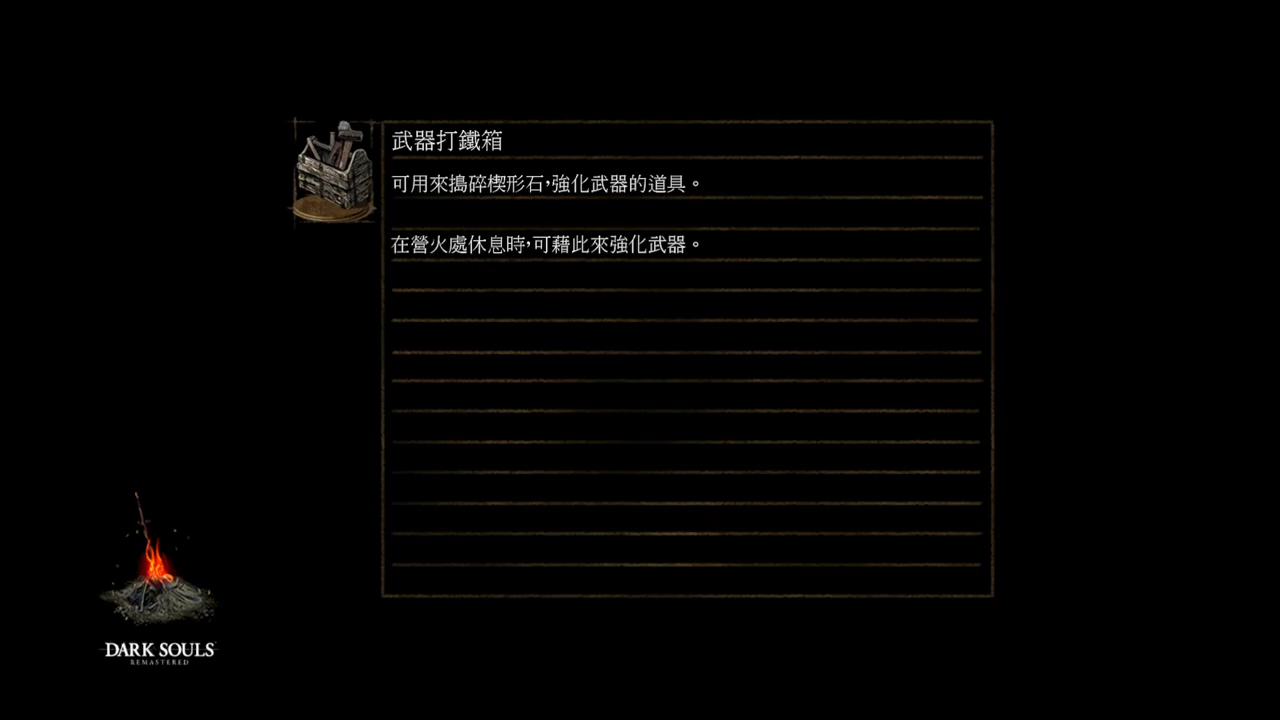 武器打鐵箱
可用來搗碎楔形石,強化武器的道具。
在營火處休息時,可藉此來強化武器。
DARK SOULS
REMASTERED